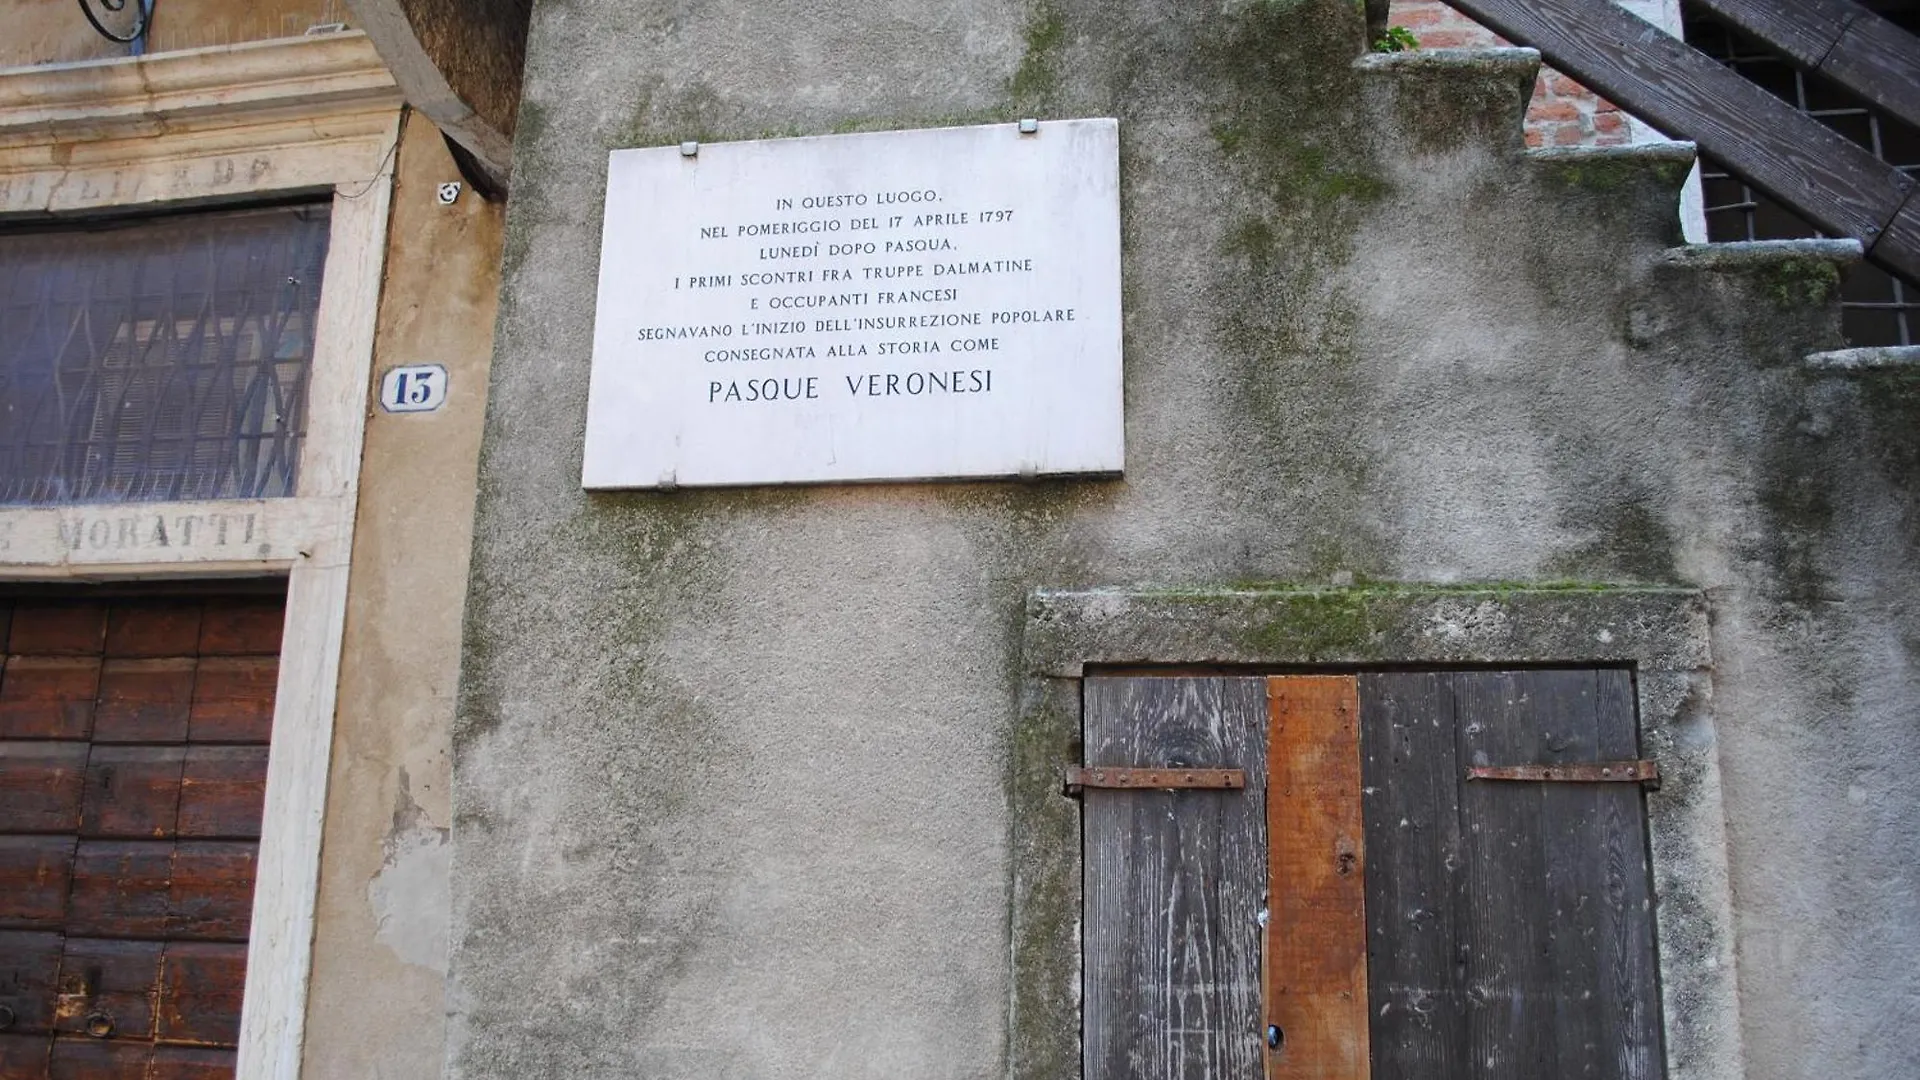 IN QUESTO LUOGO,
NEL POMERIGGIO DEL 17 APRILE 1797
LUNEDÌ DOPO PASQUA,
I PRIMI SCONTRI FRA TRUPPE DALMATINE
E OCCUPANTI FRANCESI
SEGNAVANO L'INIZIO DELL'INSURREZIONE POPOLARE
CONSEGNATA ALLA STORIA COME
PASQUE VERONESI
13
MORATTI